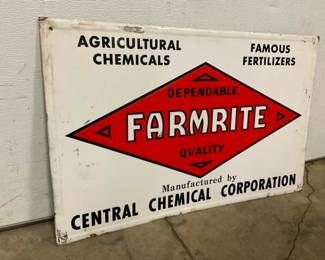 AGRICULTURAL CHEMICALS
FAMOUS FERTILIZERS
DEPENDABLE
FARMRITE
QUALITY
Manufactured by
CENTRAL CHEMICAL CORPORATION